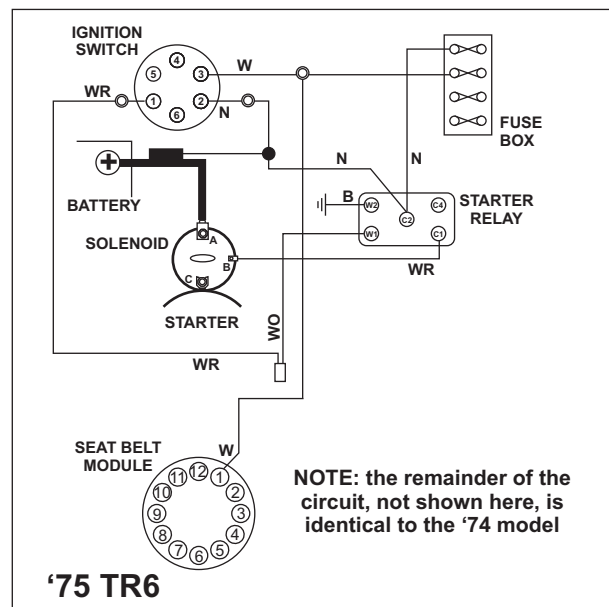 IGNITION
SWITCH
4
5
3
W
WR
1
2
6
N
FUSE
BOX
N
N
BATTERY
B
W2
C4
C2
W1
C1
STARTER
RELAY
SOLENOID
A
B
C
WR
STARTER
WO
WR
SEAT BELT
MODULE
W
12
11
1
10
2
9
3
8
4
7
5
6
NOTE: the remainder of the
circuit, not shown here, is
identical to the ‘74 model
‘75 TR6